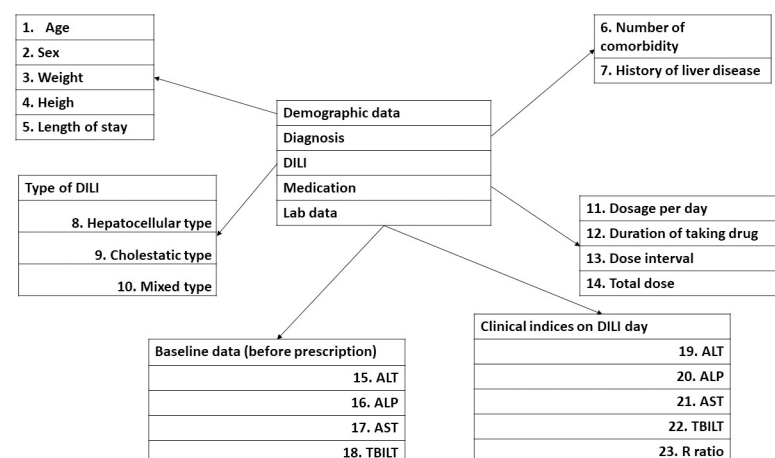 1. Age
2. Sex
3. Weight
4. Heigh
5. Length of stay
6. Number of
comorbidity
7. History of liver disease
Demographic data
Diagnosis
DILI
Medication
Lab data
Type of DILI
8. Hepatocellular type
9. Cholestatic type
10. Mixed type
11. Dosage per day
12. Duration of taking drug
13. Dose interval
14. Total dose
Baseline data (before prescription)
15. ALT
16. ALP
17. AST
18. TBILT
Clinical indices on DILI day
19. ALT
20. ALP
21. AST
22. TBILT
23. R ratio